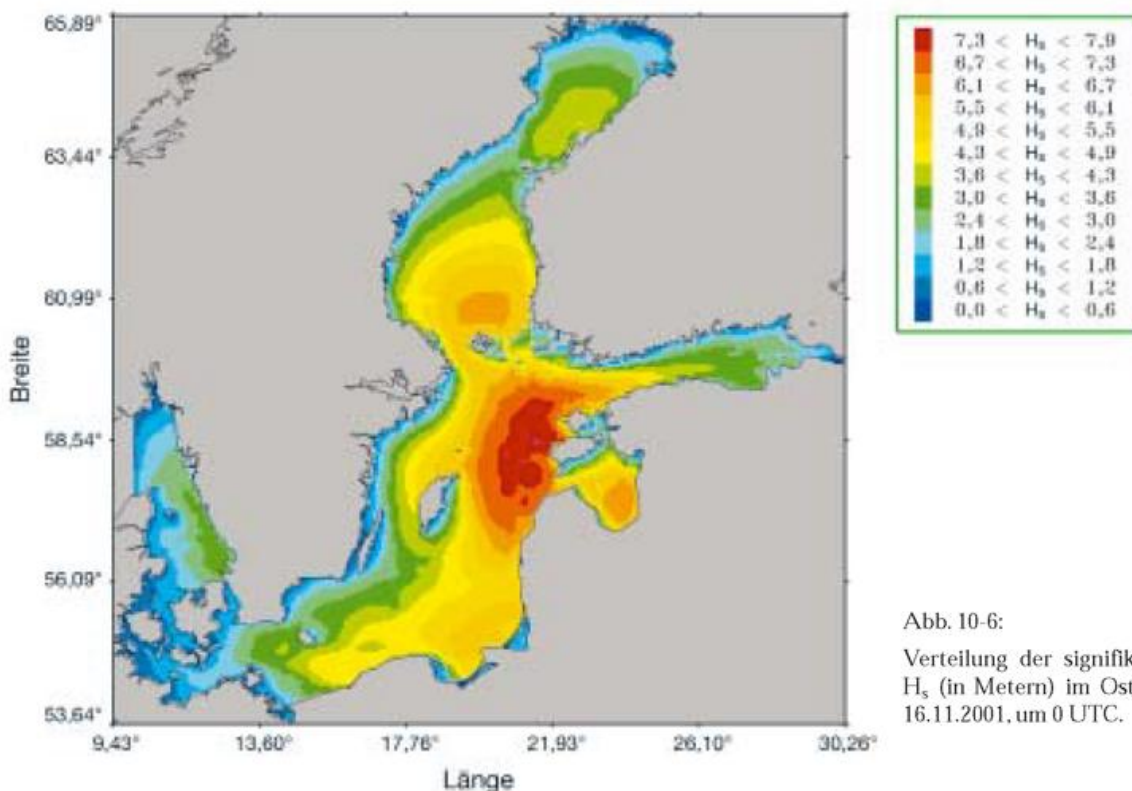 65,89°
63,44°
60,99°
58,54°
56,09°
53,64°
Breite
9,43°
13,60°
17,76°
21,93°
26,10°
30,26°
Länge
7,3 < Hs < 7,9
6,7 < Hs < 7,3
6,1 < Hs < 6,7
5,5 < Hs < 6,1
4,9 < Hs < 5,5
4,3 < Hs < 4,9
3,6 < Hs < 4,3
3,0 < Hs < 3,6
2,4 < Hs < 3,0
1,8 < Hs < 2,4
1,2 < Hs < 1,8
0,6 < Hs < 1,2
0,0 < Hs < 0,6
Abb. 10-6:
Verteilung der signifik
Hs (in Metern) im Ost
16.11.2001, um 0 UTC.